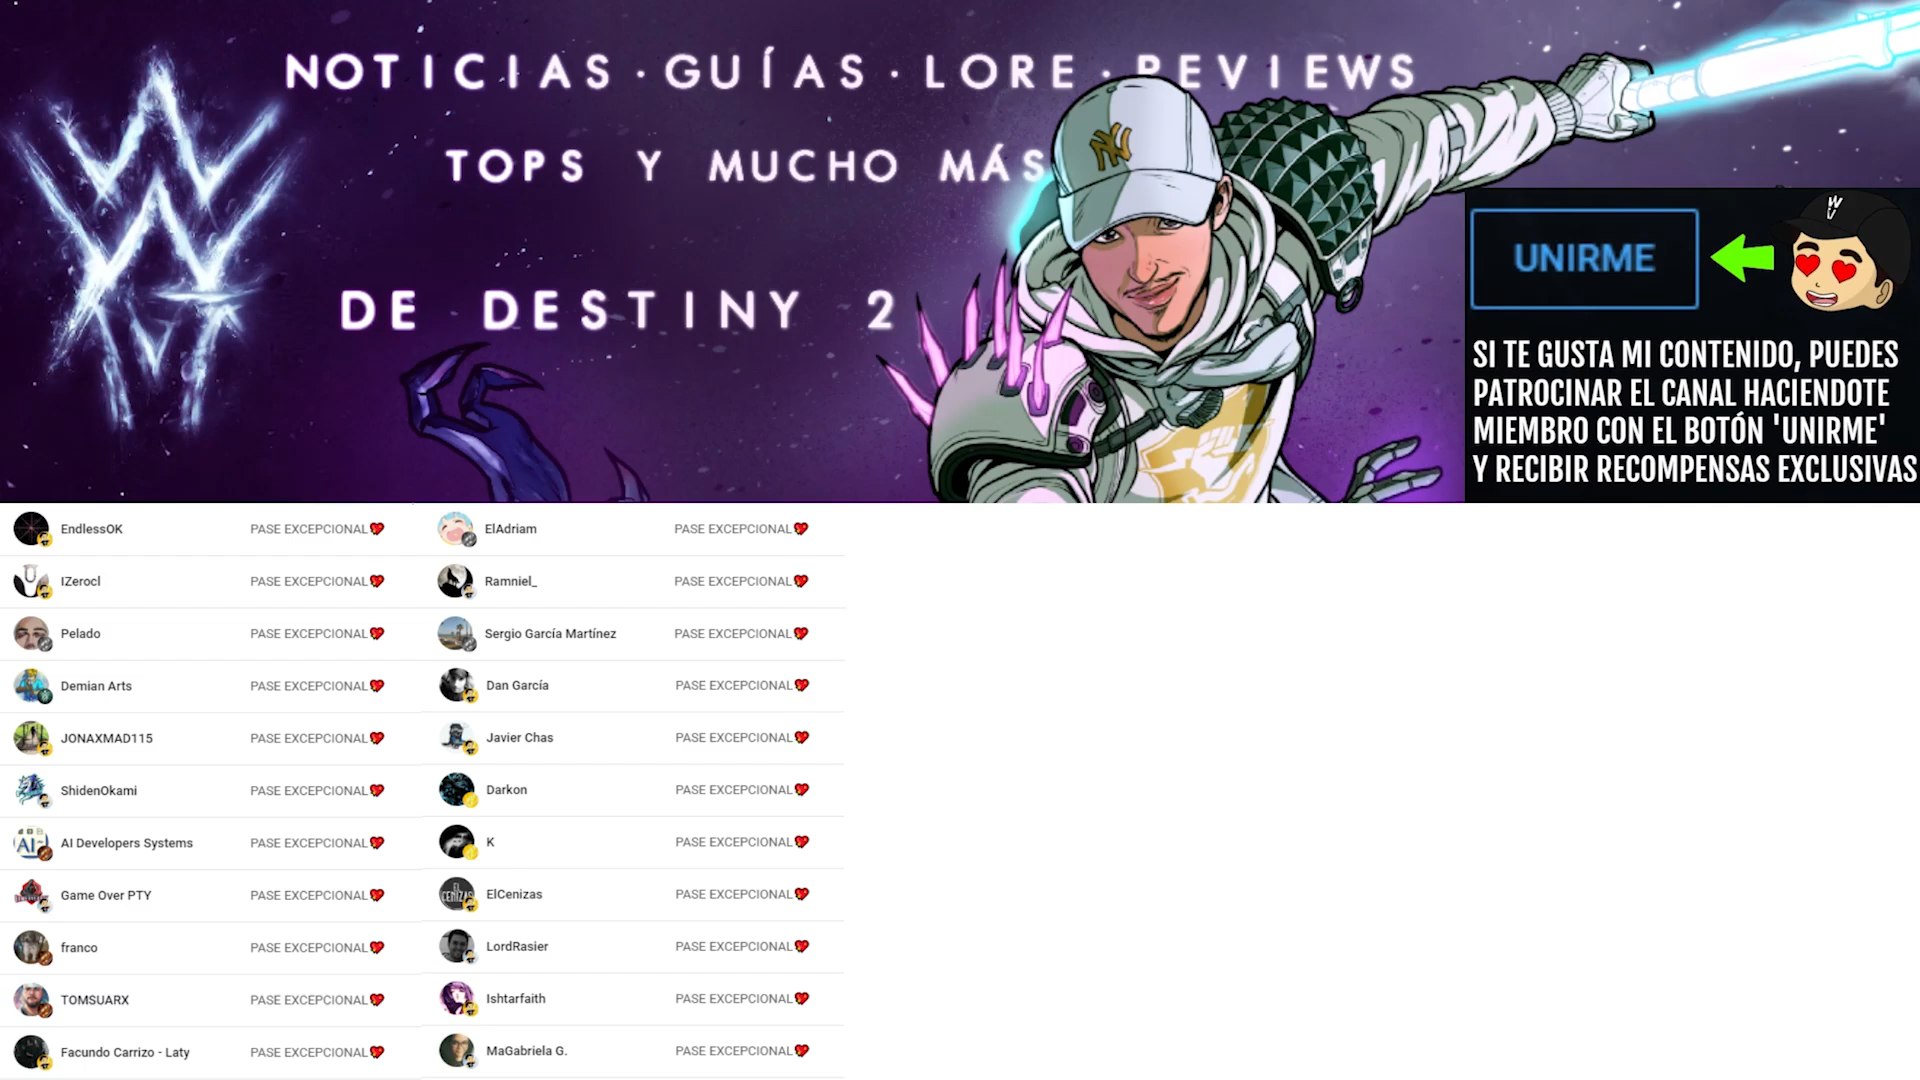 NOTICIAS·GUÍAS·LORE·REVIEWS
TOPS Y MUCHO MÁS
DE DESTINY 2
UNIRME
SI TE GUSTA MI CONTENIDO, PUEDES
PATROCINAR EL CANAL HACIENDOTE
MIEMBRO CON EL BOTÓN 'UNIRME'
Y RECIBIR RECOMPENSAS EXCLUSIVAS
EndlessOK PASE EXCEPCIONAL
IZerocl PASE EXCEPCIONAL
Pelado PASE EXCEPCIONAL
Demian Arts PASE EXCEPCIONAL
JONAXMAD115 PASE EXCEPCIONAL
ShidenOkami PASE EXCEPCIONAL
AI Developers Systems PASE EXCEPCIONAL
Game Over PTY PASE EXCEPCIONAL
franco PASE EXCEPCIONAL
TOMSUARX PASE EXCEPCIONAL
Facundo Carrizo - Laty PASE EXCEPCIONAL
ElAdriam PASE EXCEPCIONAL
Ramniel_ PASE EXCEPCIONAL
Sergio García Martínez PASE EXCEPCIONAL
Dan García PASE EXCEPCIONAL
Javier Chas PASE EXCEPCIONAL
Darkon PASE EXCEPCIONAL
K PASE EXCEPCIONAL
EL CENIZAS
ElCenizas PASE EXCEPCIONAL
LordRasier PASE EXCEPCIONAL
Ishtarfaith PASE EXCEPCIONAL
MaGabriela G. PASE EXCEPCIONAL